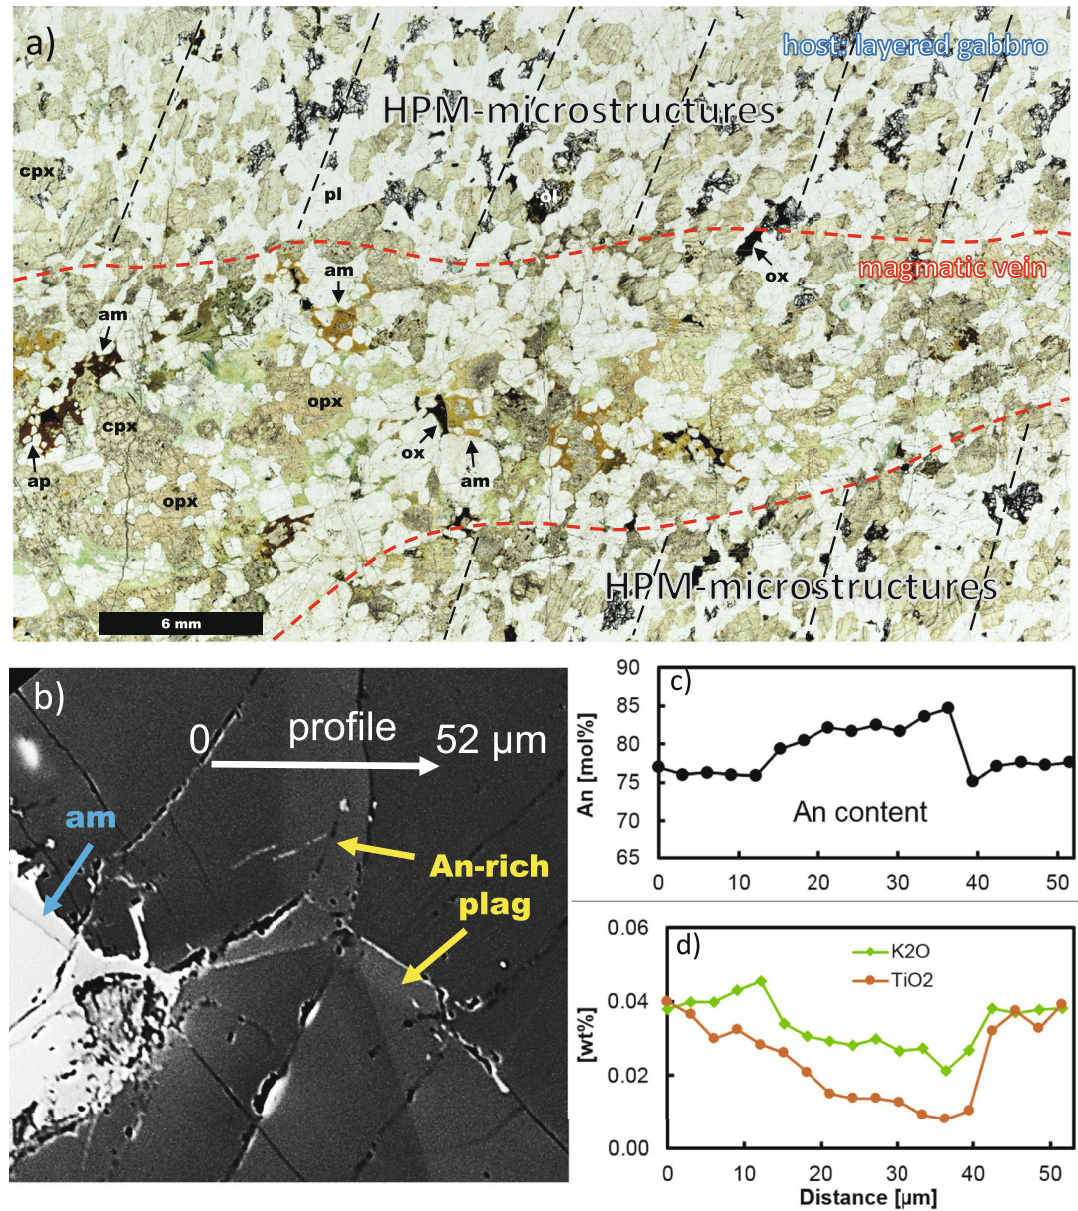 a)
host: layered gabbro
HPM-microstructures
cpx
pl
ol
ox
magmatic vein
am
am
opx
cpx
ox
am
ap
opx
HPM-microstructures
6 mm
b)
profile
0
52 µm
am
An-rich
plag
c)
An [mol%]
90
85
80
75
70
65
An content
0 10 20 30 40 50
d)
K2O
TiO2
[wt%]
0.06
0.04
0.02
0.00
0 10 20 30 40 50
Distance [µm]